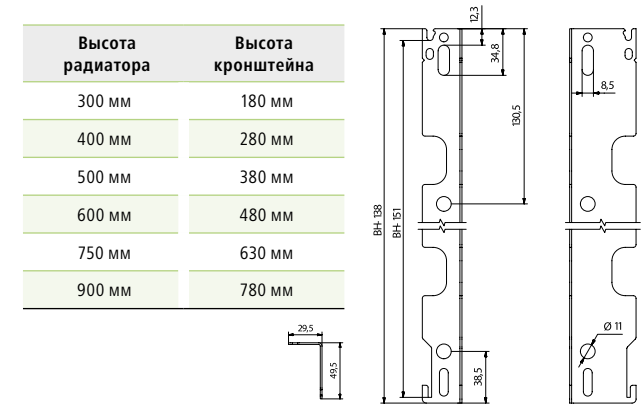 Высота радиатора
Высота кронштейна
300 мм 180 мм
400 мм 280 мм
500 мм 380 мм
600 мм 480 мм
750 мм 630 мм
900 мм 780 мм
29,5
49,5
12,3
34,8
130,5
BH-138
BH-151
38,5
8,5
Ø 11